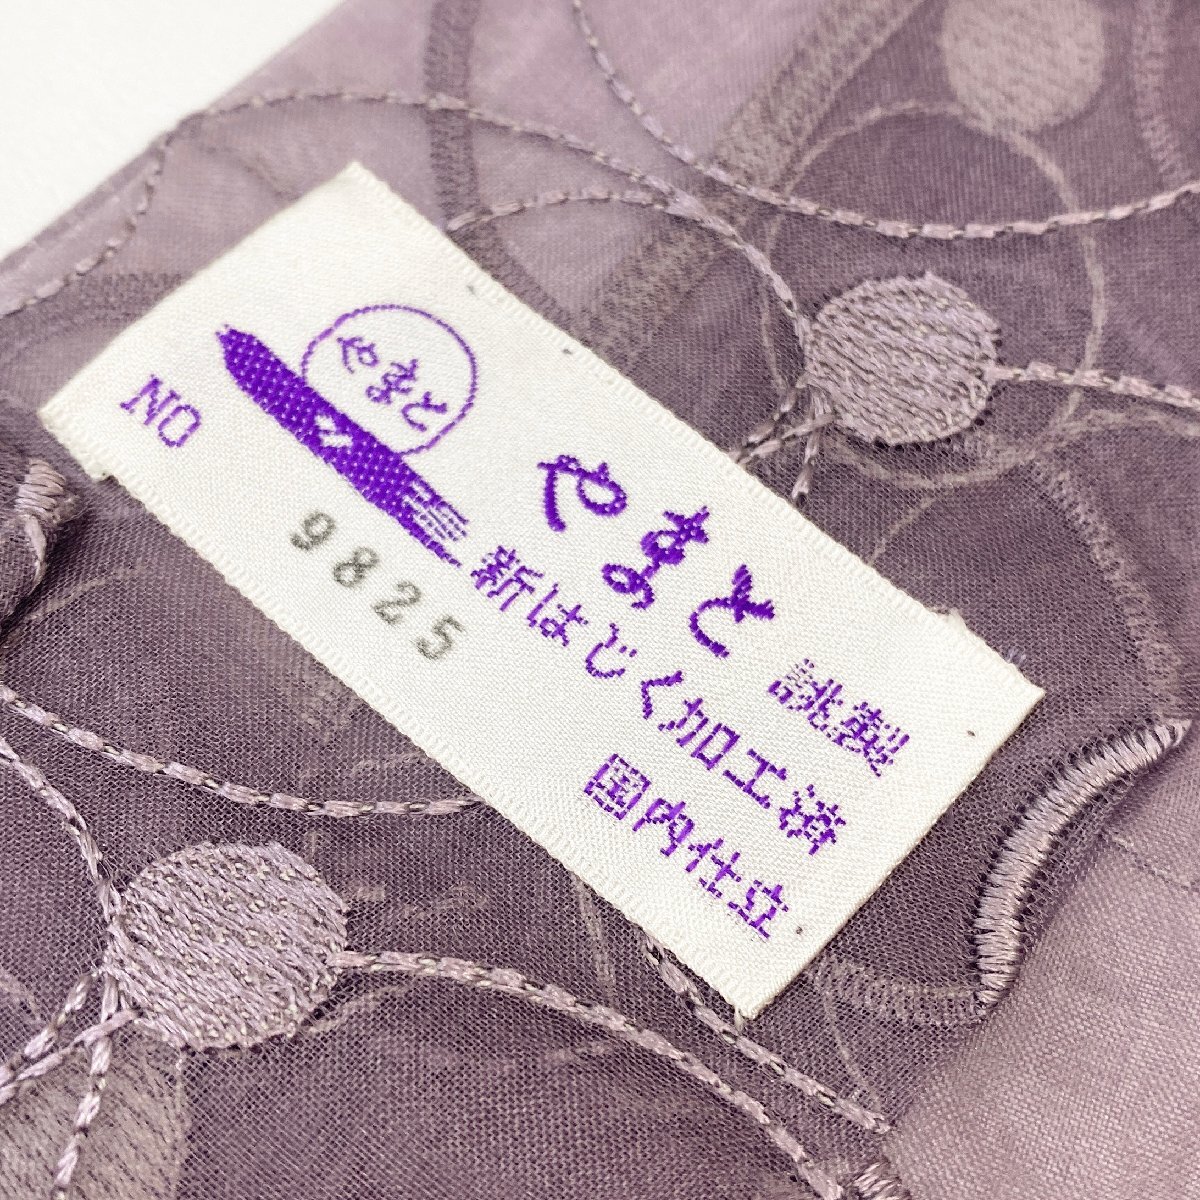 やまと
やまと 誂製
新はじく加工済
国内仕立
NO 9825